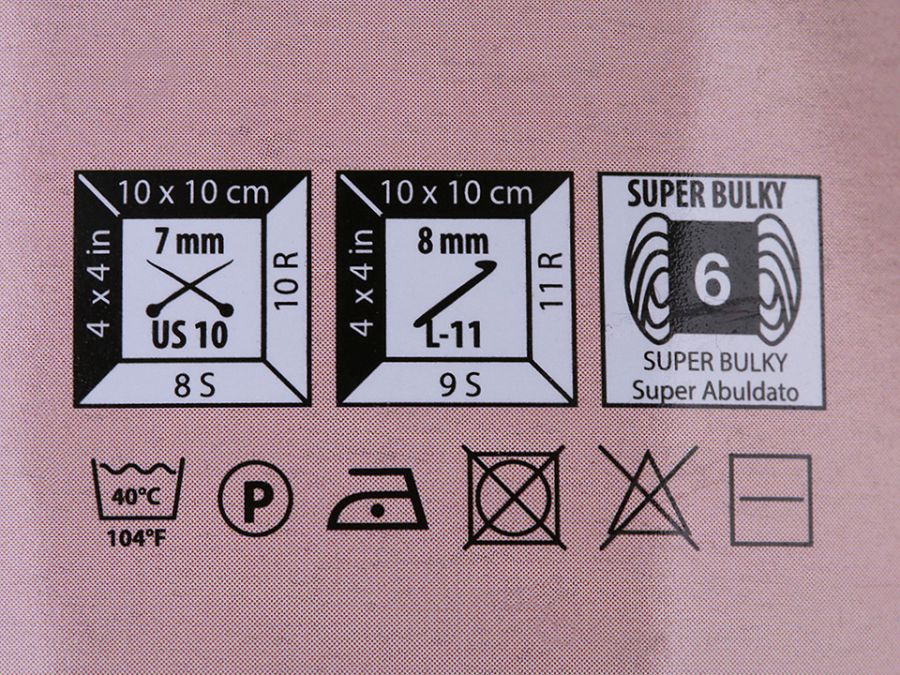 10 x 10 cm
4 x 4 in
7 mm
US 10
10 R
8 S
10 x 10 cm
4 x 4 in
8 mm
L-11
11 R
9 S
SUPER BULKY
6
SUPER BULKY
Super Abuldato
40°C
104°F
P